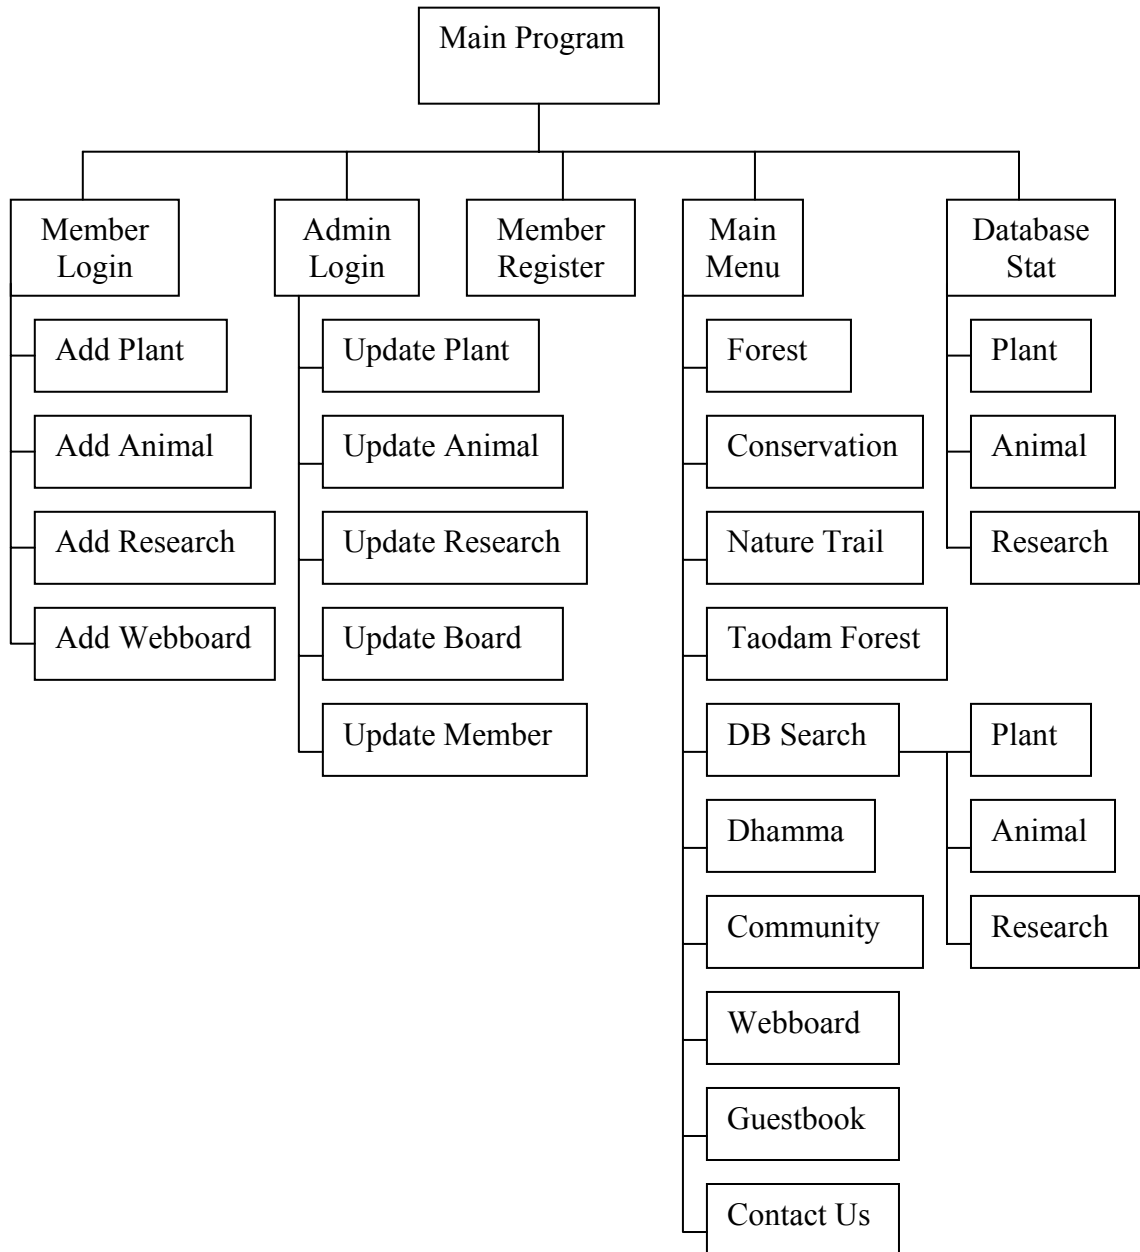 Main Program
Member
Login
Admin
Login
Member
Register
Main
Menu
Database
Stat
Add Plant
Add Animal
Add Research
Add Webboard
Update Plant
Update Animal
Update Research
Update Board
Update Member
Forest
Conservation
Nature Trail
Taodam Forest
DB Search
Dhamma
Community
Webboard
Guestbook
Contact Us
Plant
Animal
Research
Plant
Animal
Research